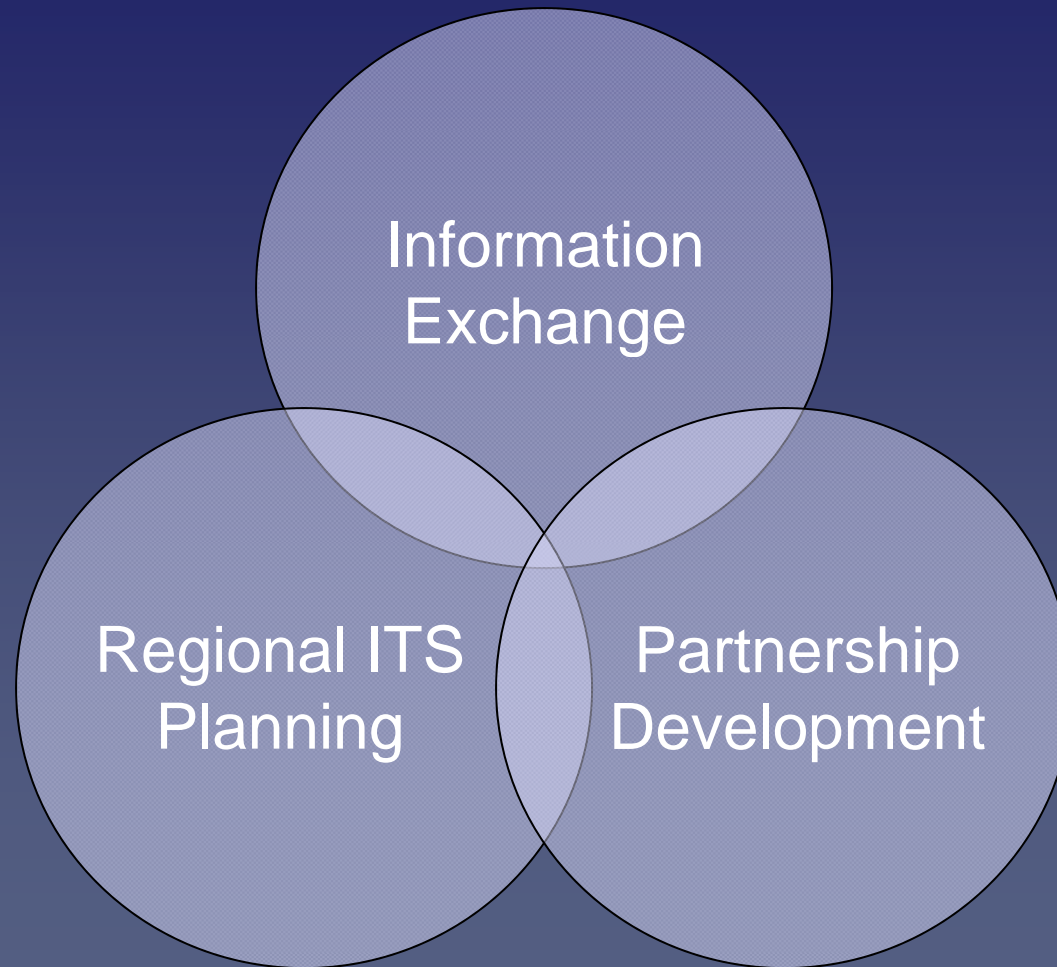 Information
Exchange
Regional ITS
Planning
Partnership
Development